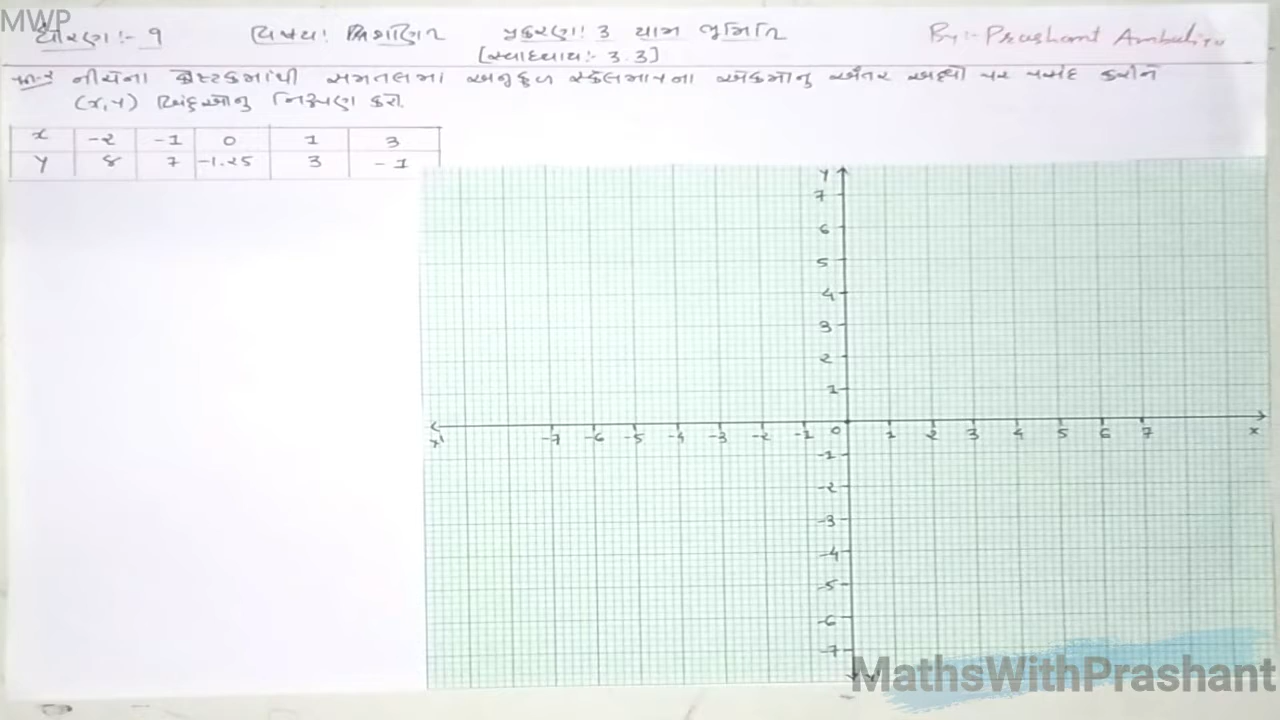 MWP
ધોરણ:- ૧ વિષય: ગણિત પ્રકરણ: 3 યામ ભૂમિતિ By:- Prashant Ambaliya
[સ્વાધ્યાય:- 3.3]
નીચેના કોષ્ટકમાંથી સમતલમાં અનુકૂળ સ્કેલમાપના એકમોનું અંતર અક્ષો પર પસંદ કરીને
(x,y) બિંદુઓનું નિરૂપણ કરો.
x -2 -1 0 1 3
y 8 7 -1.25 3 -1
y
7
6
5
4
3
2
1
x' -7 -6 -5 -4 -3 -2 -1 0 1 2 3 4 5 6 7 x
-1
-2
-3
-4
-5
-6
-7
MathsWithPrashant